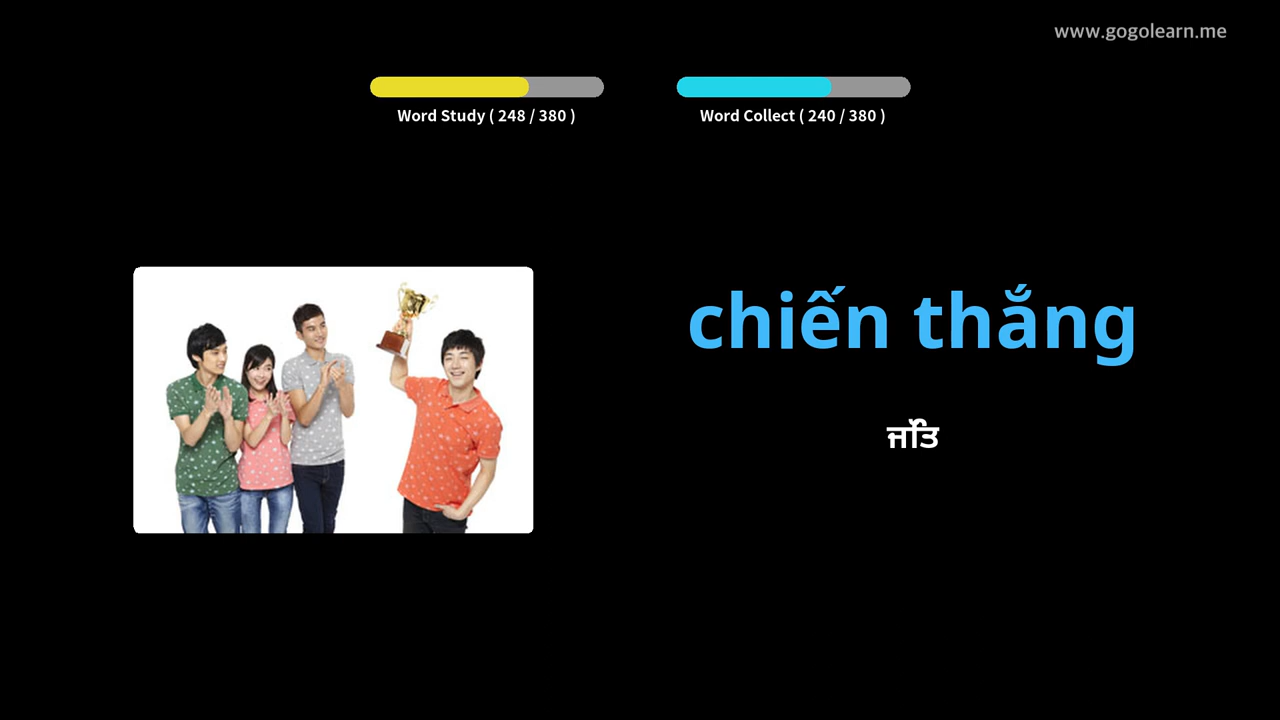 www.gogolearn.me
Word Study ( 248 / 380 )
Word Collect ( 240 / 380 )
chiến thắng
ਜਿੱਤ